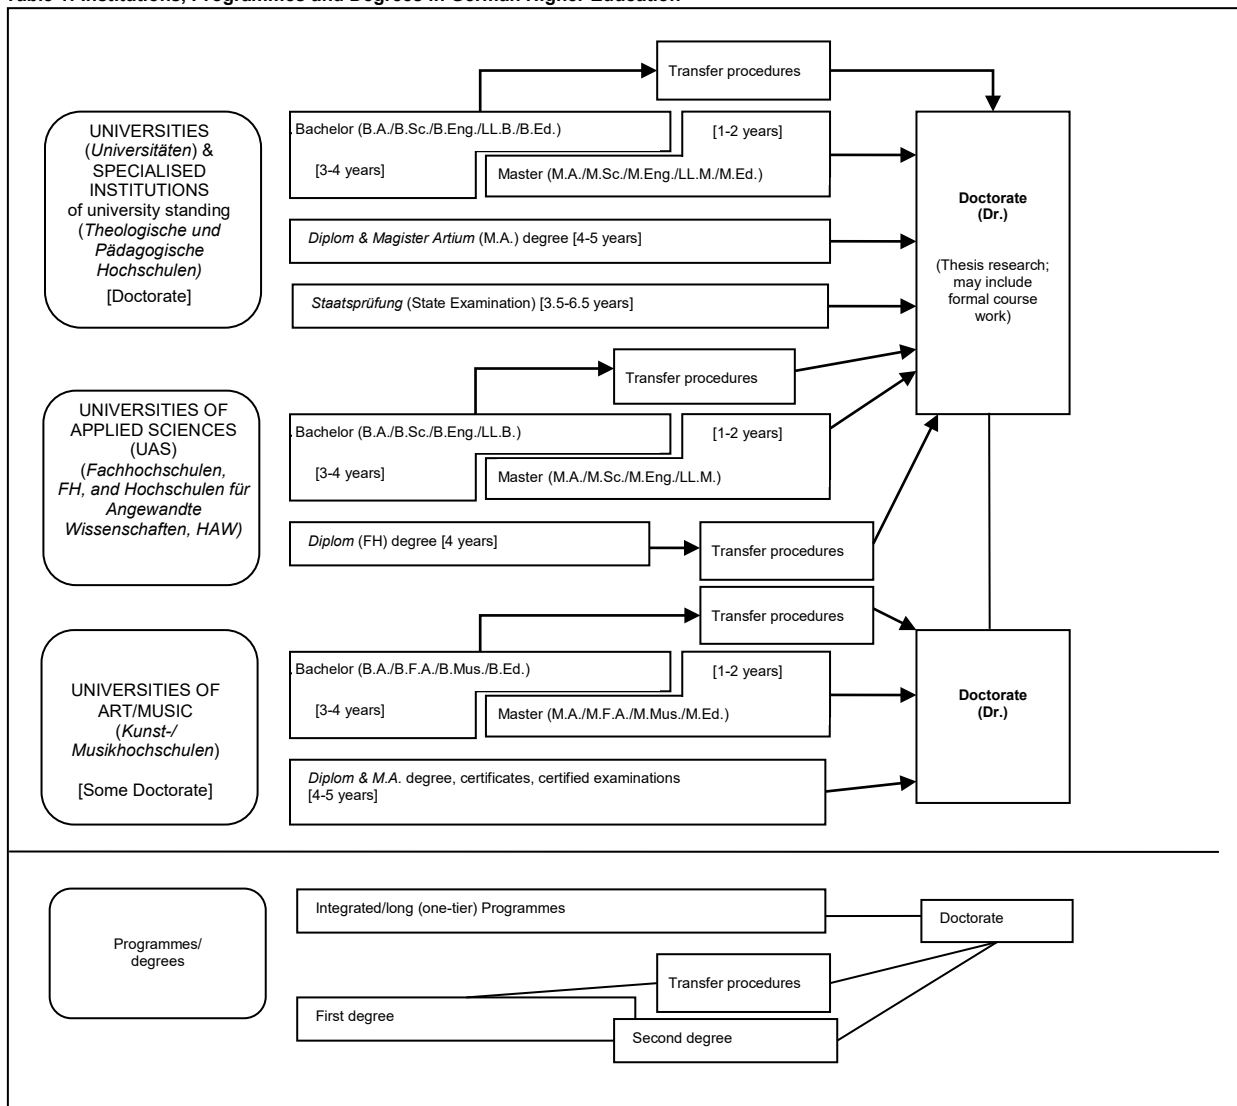 Table 1: Institutions, Programmes and Degrees in German Higher Education
Transfer procedures
UNIVERSITIES
(Universitäten) &
SPECIALISED
INSTITUTIONS
of university standing
(Theologische und
Pädagogische
Hochschulen)
[Doctorate]
Bachelor (B.A./B.Sc./B.Eng./LL.B./B.Ed.)
[3-4 years]
[1-2 years]
Master (M.A./M.Sc./M.Eng./LL.M./M.Ed.)
Diplom & Magister Artium (M.A.) degree [4-5 years]
Staatsprüfung (State Examination) [3.5-6.5 years]
Doctorate
(Dr.)
(Thesis research;
may include
formal course
work)
Transfer procedures
UNIVERSITIES OF
APPLIED SCIENCES
(UAS)
(Fachhochschulen,
FH, and Hochschulen für
Angewandte
Wissenschaften, HAW)
Bachelor (B.A./B.Sc./B.Eng./LL.B.)
[3-4 years]
[1-2 years]
Master (M.A./M.Sc./M.Eng./LL.M.)
Diplom (FH) degree [4 years]
Transfer procedures
Transfer procedures
UNIVERSITIES OF
ART/MUSIC
(Kunst-/
Musikhochschulen)
[Some Doctorate]
Bachelor (B.A./B.F.A./B.Mus./B.Ed.)
[3-4 years]
[1-2 years]
Master (M.A./M.F.A./M.Mus./M.Ed.)
Diplom & M.A. degree, certificates, certified examinations
[4-5 years]
Doctorate
(Dr.)
Programmes/
degrees
Integrated/long (one-tier) Programmes
Doctorate
Transfer procedures
First degree
Second degree